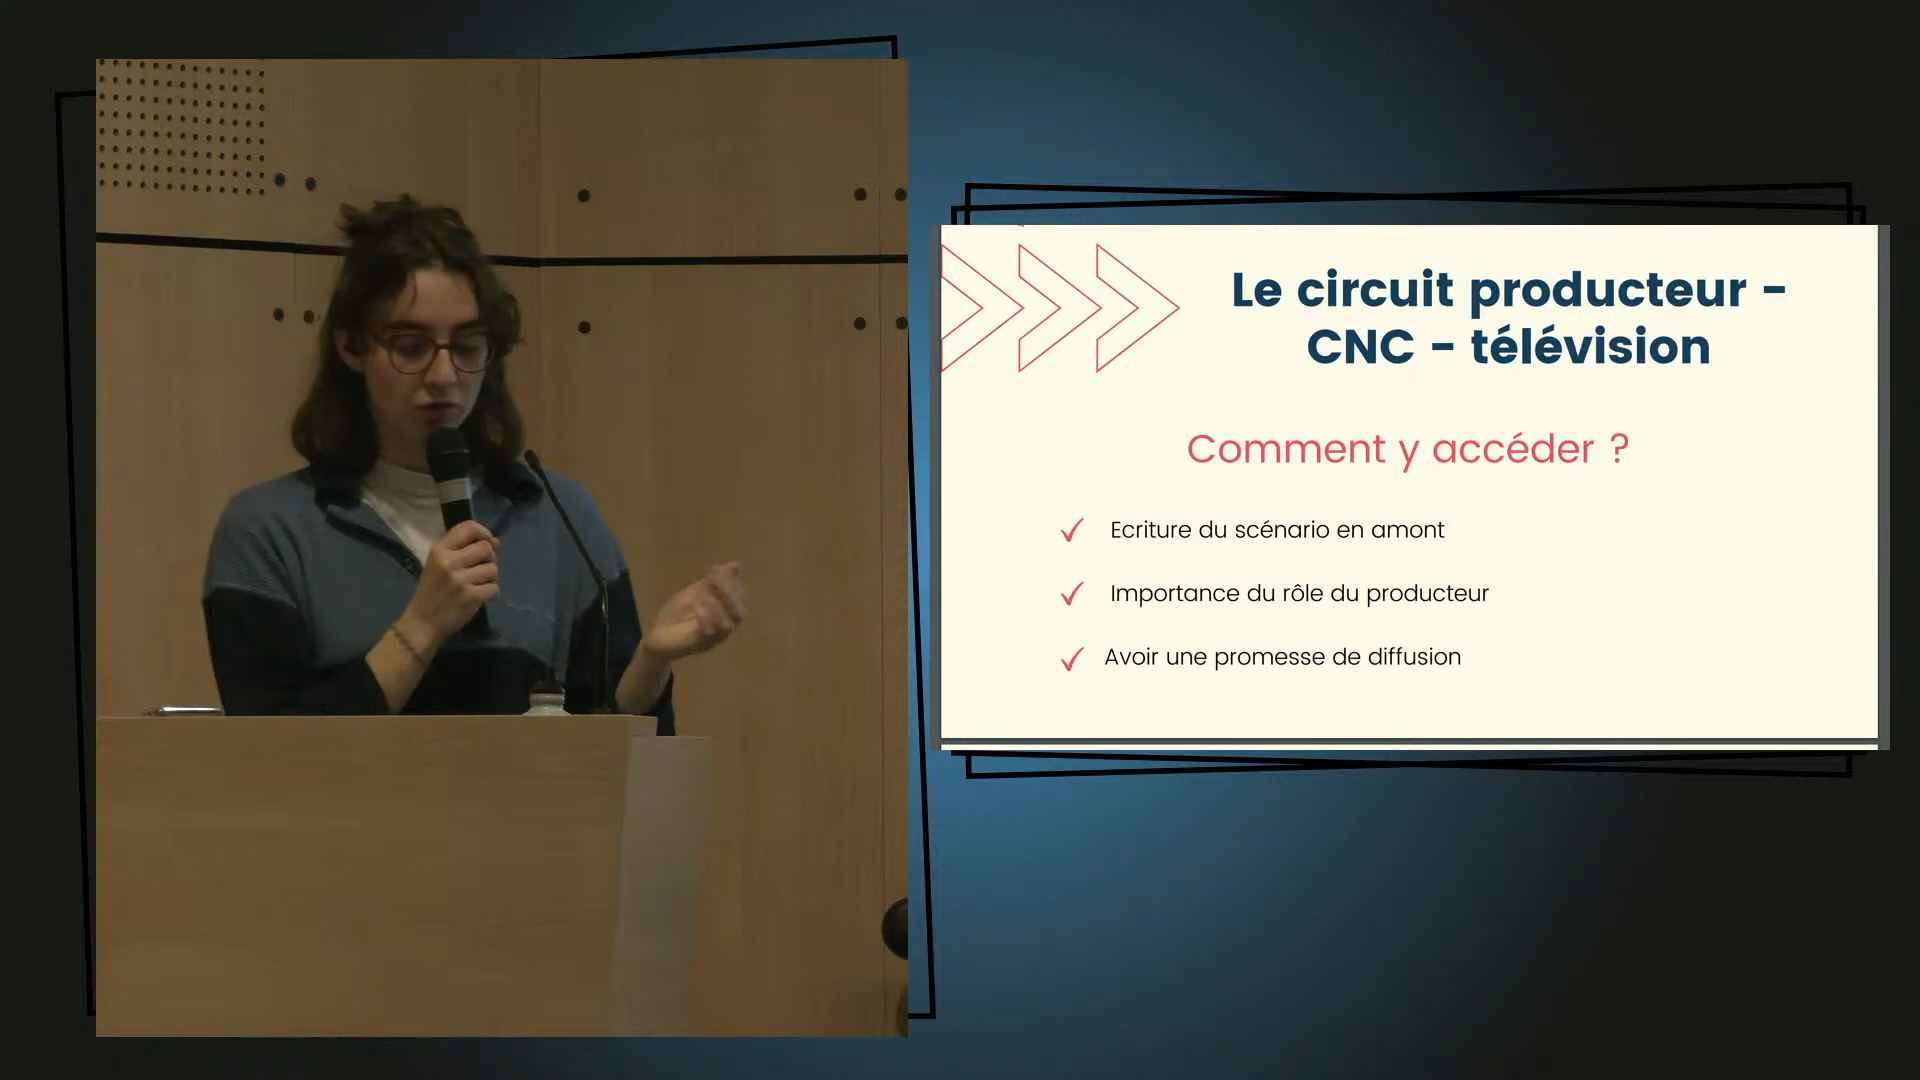 Le circuit producteur -
CNC - télévision
Comment y accéder ?
Ecriture du scénario en amont
Importance du rôle du producteur
Avoir une promesse de diffusion